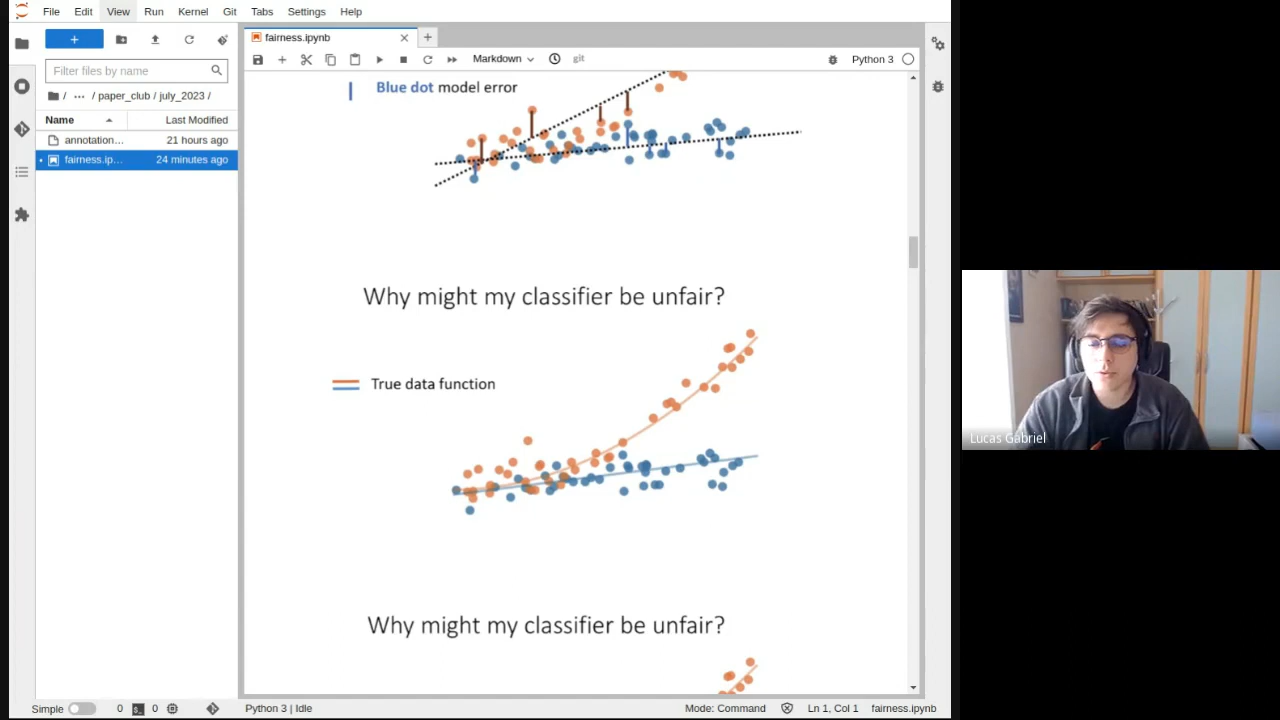 File Edit View Run Kernel Git Tabs Settings Help
+
Filter files by name
/ ... / paper_club / july_2023 /
Name Last Modified
annotation... 21 hours ago
fairness.ip... 24 minutes ago
fairness.ipynb
Markdown git Python 3
Blue dot model error
Why might my classifier be unfair?
True data function
Why might my classifier be unfair?
Lucas Gabriel
Simple 0 0 Python 3 | Idle Mode: Command Ln 1, Col 1 fairness.ipynb